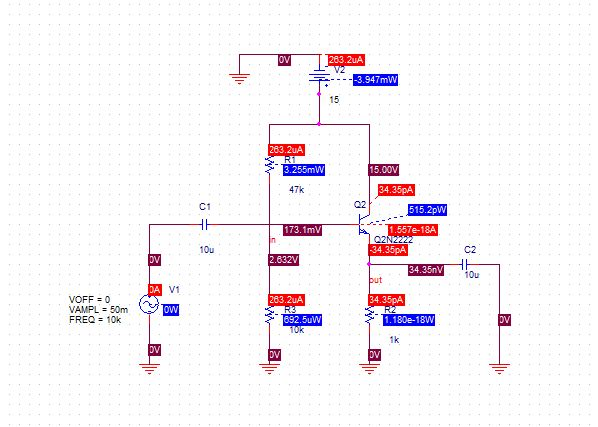 0V
263.2uA
V2
-3.947mW
15
263.2uA
R1
3.255mW
47k
15.00V
34.35pA
C1
Q2
515.2pW
173.1mV
1.557e-18A
in
Q2N2222
10u
-34.35pA
C2
0V
2.632V
34.35nV
10u
out
0A
V1
VOFF = 0
VAMPL = 50m
FREQ = 10k
0W
263.2uA
R3
692.5uW
10k
34.35pA
R2
1.180e-18W
1k
0V
0V
0V
0V